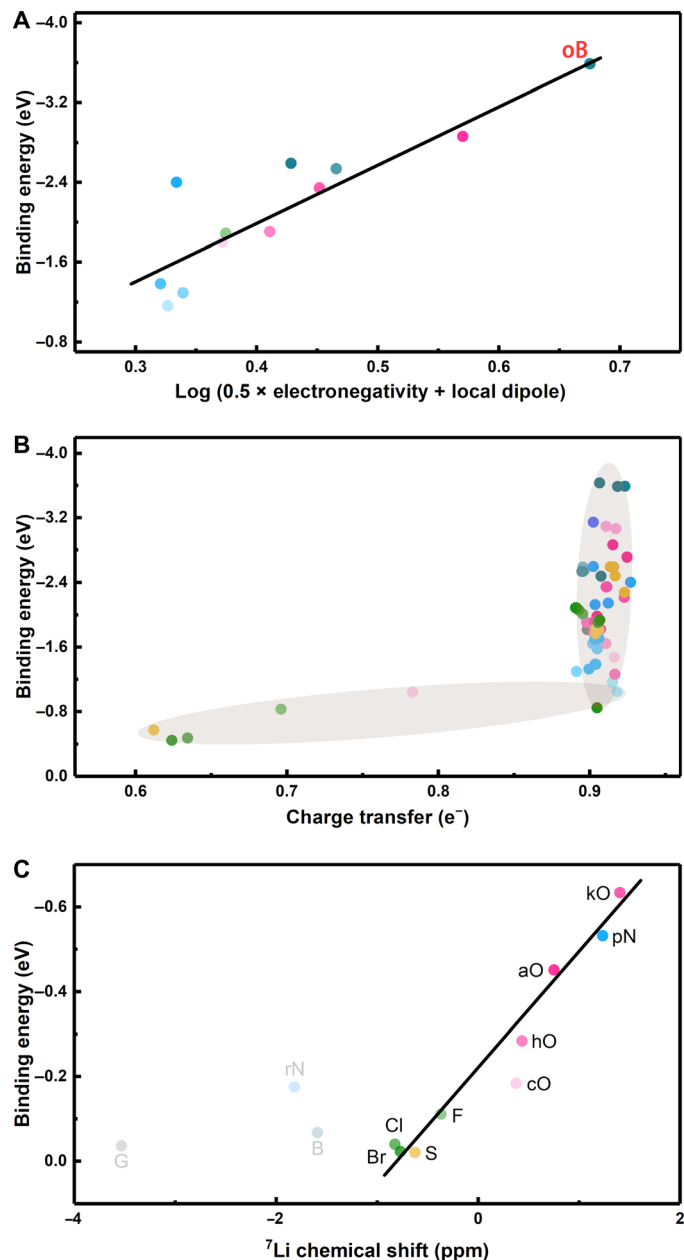 A
Binding energy (eV)
−4.0
−3.2
−2.4
−1.6
−0.8
oB
0.3 0.4 0.5 0.6 0.7
Log (0.5 × electronegativity + local dipole)
B
Binding energy (eV)
−4.0
−3.2
−2.4
−1.6
−0.8
0.0
0.6 0.7 0.8 0.9
Charge transfer (e⁻)
C
Binding energy (eV)
−0.6
−0.4
−0.2
0.0
kO
pN
aO
hO
rN
cO
F
Cl
B
Br
S
G
−4 −2 0 2
⁷Li chemical shift (ppm)